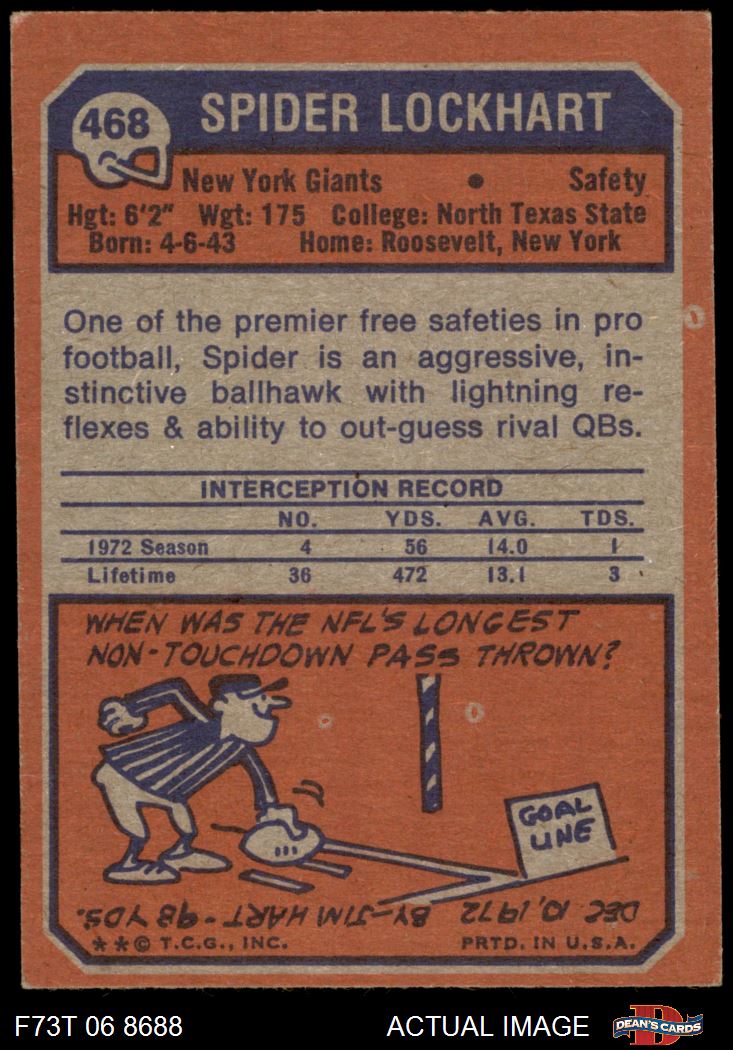 468
SPIDER LOCKHART
New York Giants • Safety
Hgt: 6'2" Wgt: 175 College: North Texas State
Born: 4-6-43 Home: Roosevelt, New York
One of the premier free safeties in pro
football, Spider is an aggressive, in-
stinctive ballhawk with lightning re-
flexes & ability to out-guess rival QBs.
INTERCEPTION RECORD
NO. YDS. AVG. TDS.
1972 Season 4 56 14.0 1
Lifetime 36 472 13.1 3
WHEN WAS THE NFL'S LONGEST
NON-TOUCHDOWN PASS THROWN?
GOAL
LINE
DEC 10, 1972 BY-JIM HART-98 YDS.
**© T.C.G., INC. PRTD. IN U.S.A.
F73T 06 8688 ACTUAL IMAGE
D
DEAN'S CARDS